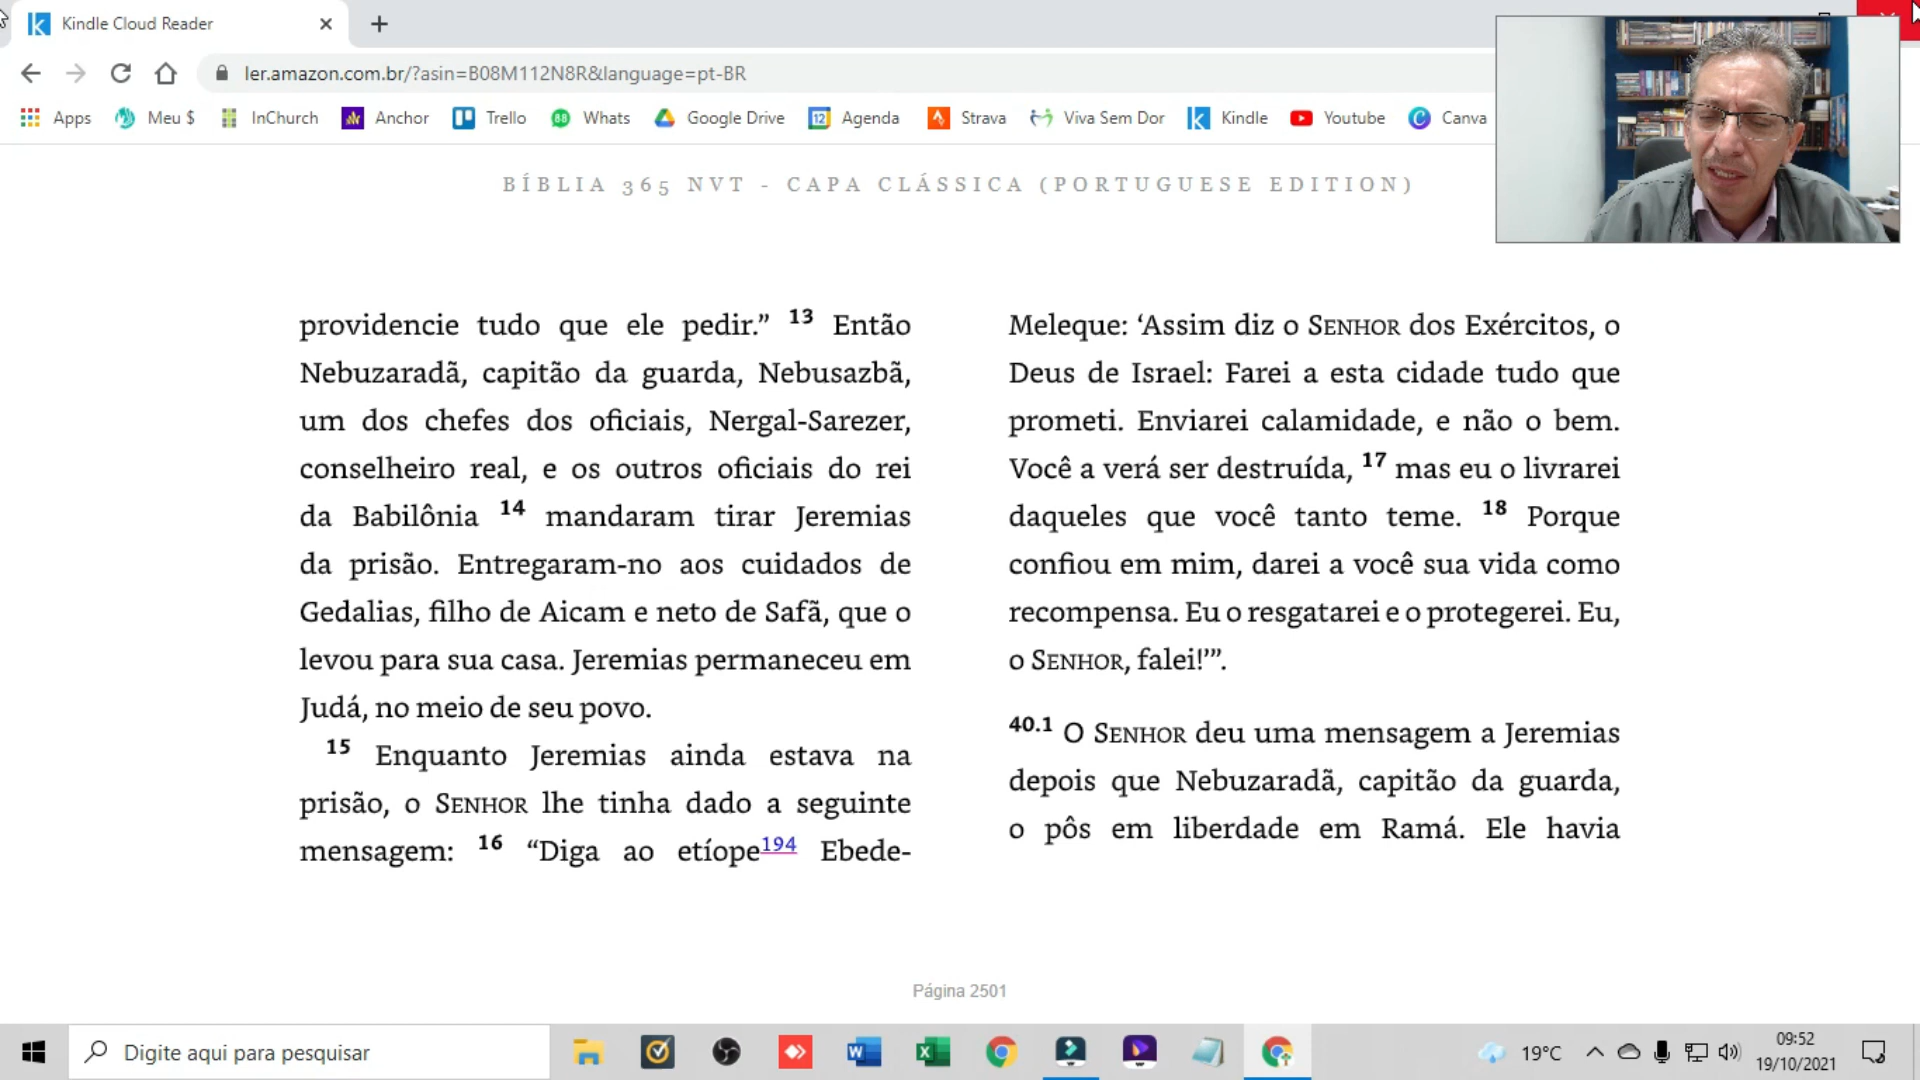 Kindle Cloud Reader
ler.amazon.com.br/?asin=B08M112N8R&language=pt-BR
Apps Meu $ InChurch Anchor Trello Whats Google Drive Agenda Strava Viva Sem Dor Kindle Youtube Canva
BÍBLIA 365 NVT - CAPA CLÁSSICA (PORTUGUESE EDITION)
providencie tudo que ele pedir.” 13 Então
Nebuzaradã, capitão da guarda, Nebusazbã,
um dos chefes dos oficiais, Nergal-Sarezer,
conselheiro real, e os outros oficiais do rei
da Babilônia 14 mandaram tirar Jeremias
da prisão. Entregaram-no aos cuidados de
Gedalias, filho de Aicam e neto de Safã, que o
levou para sua casa. Jeremias permaneceu em
Judá, no meio de seu povo.
15 Enquanto Jeremias ainda estava na
prisão, o SENHOR lhe tinha dado a seguinte
mensagem: 16 “Diga ao etíope194 Ebede-
Meleque: ‘Assim diz o SENHOR dos Exércitos, o
Deus de Israel: Farei a esta cidade tudo que
prometi. Enviarei calamidade, e não o bem.
Você a verá ser destruída, 17 mas eu o livrarei
daqueles que você tanto teme. 18 Porque
confiou em mim, darei a você sua vida como
recompensa. Eu o resgatarei e o protegerei. Eu,
o SENHOR, falei!’”.
40.1 O SENHOR deu uma mensagem a Jeremias
depois que Nebuzaradã, capitão da guarda,
o pôs em liberdade em Ramá. Ele havia
Página 2501
Digite aqui para pesquisar
19°C
09:52
19/10/2021